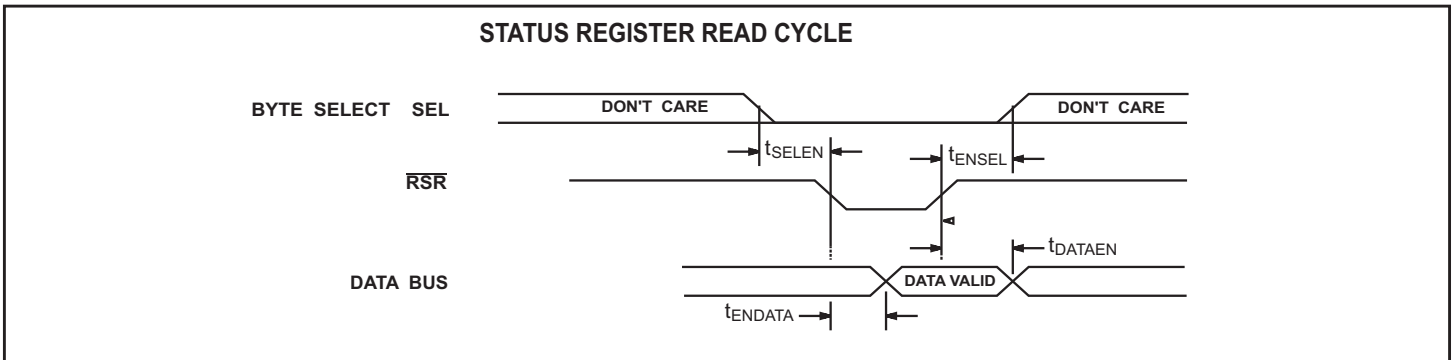 STATUS REGISTER READ CYCLE
BYTE SELECT SEL DON'T CARE DON'T CARE
tSELEN tENSEL
RSR
tDATAEN
DATA BUS DATA VALID
tENDATA